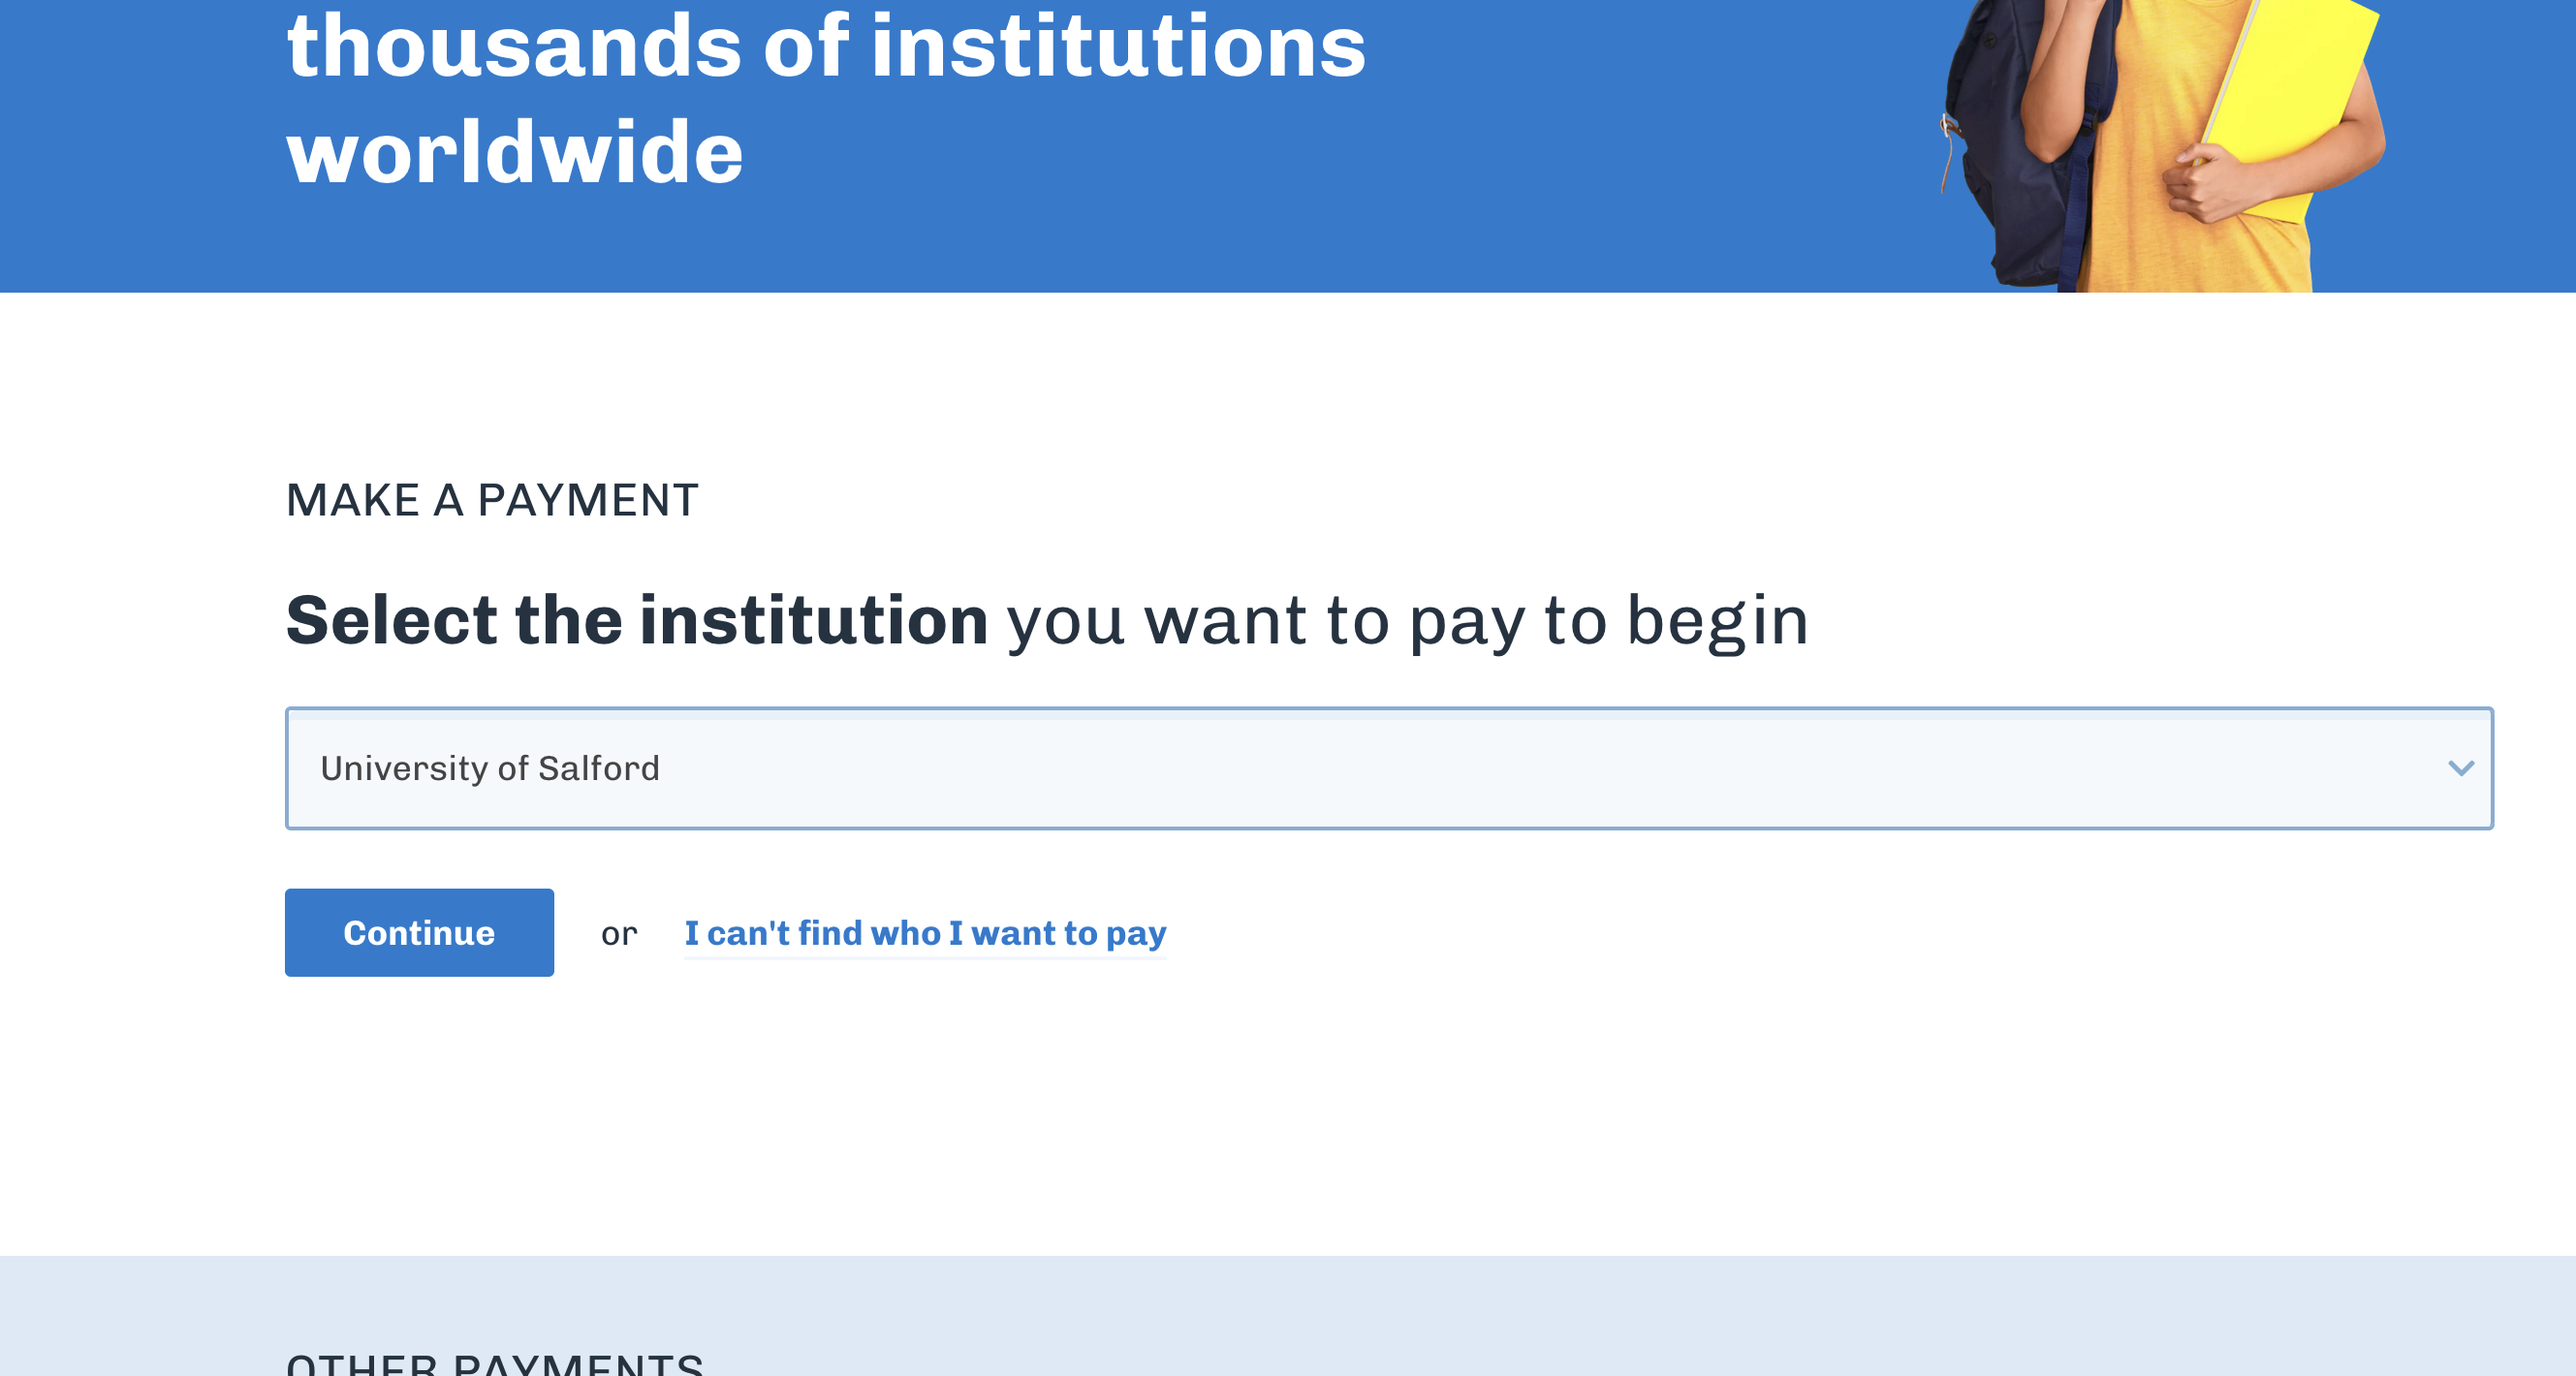 thousands of institutions
worldwide
MAKE A PAYMENT
Select the institution you want to pay to begin
University of Salford
Continue or I can't find who I want to pay
OTHER PAYMENTS